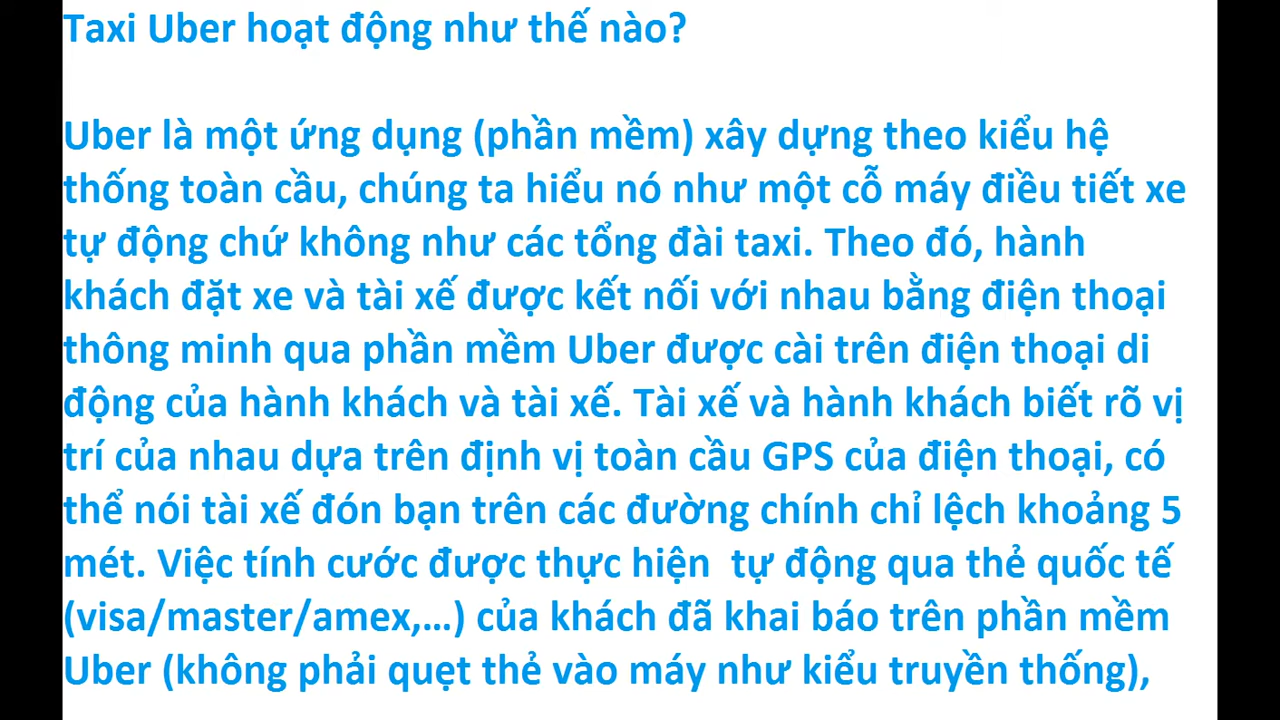 Taxi Uber hoạt động như thế nào?
Uber là một ứng dụng (phần mềm) xây dựng theo kiểu hệ
thống toàn cầu, chúng ta hiểu nó như một cỗ máy điều tiết xe
tự động chứ không như các tổng đài taxi. Theo đó, hành
khách đặt xe và tài xế được kết nối với nhau bằng điện thoại
thông minh qua phần mềm Uber được cài trên điện thoại di
động của hành khách và tài xế. Tài xế và hành khách biết rõ vị
trí của nhau dựa trên định vị toàn cầu GPS của điện thoại, có
thể nói tài xế đón bạn trên các đường chính chỉ lệch khoảng 5
mét. Việc tính cước được thực hiện  tự động qua thẻ quốc tế
(visa/master/amex,...) của khách đã khai báo trên phần mềm
Uber (không phải quẹt thẻ vào máy như kiểu truyền thống),